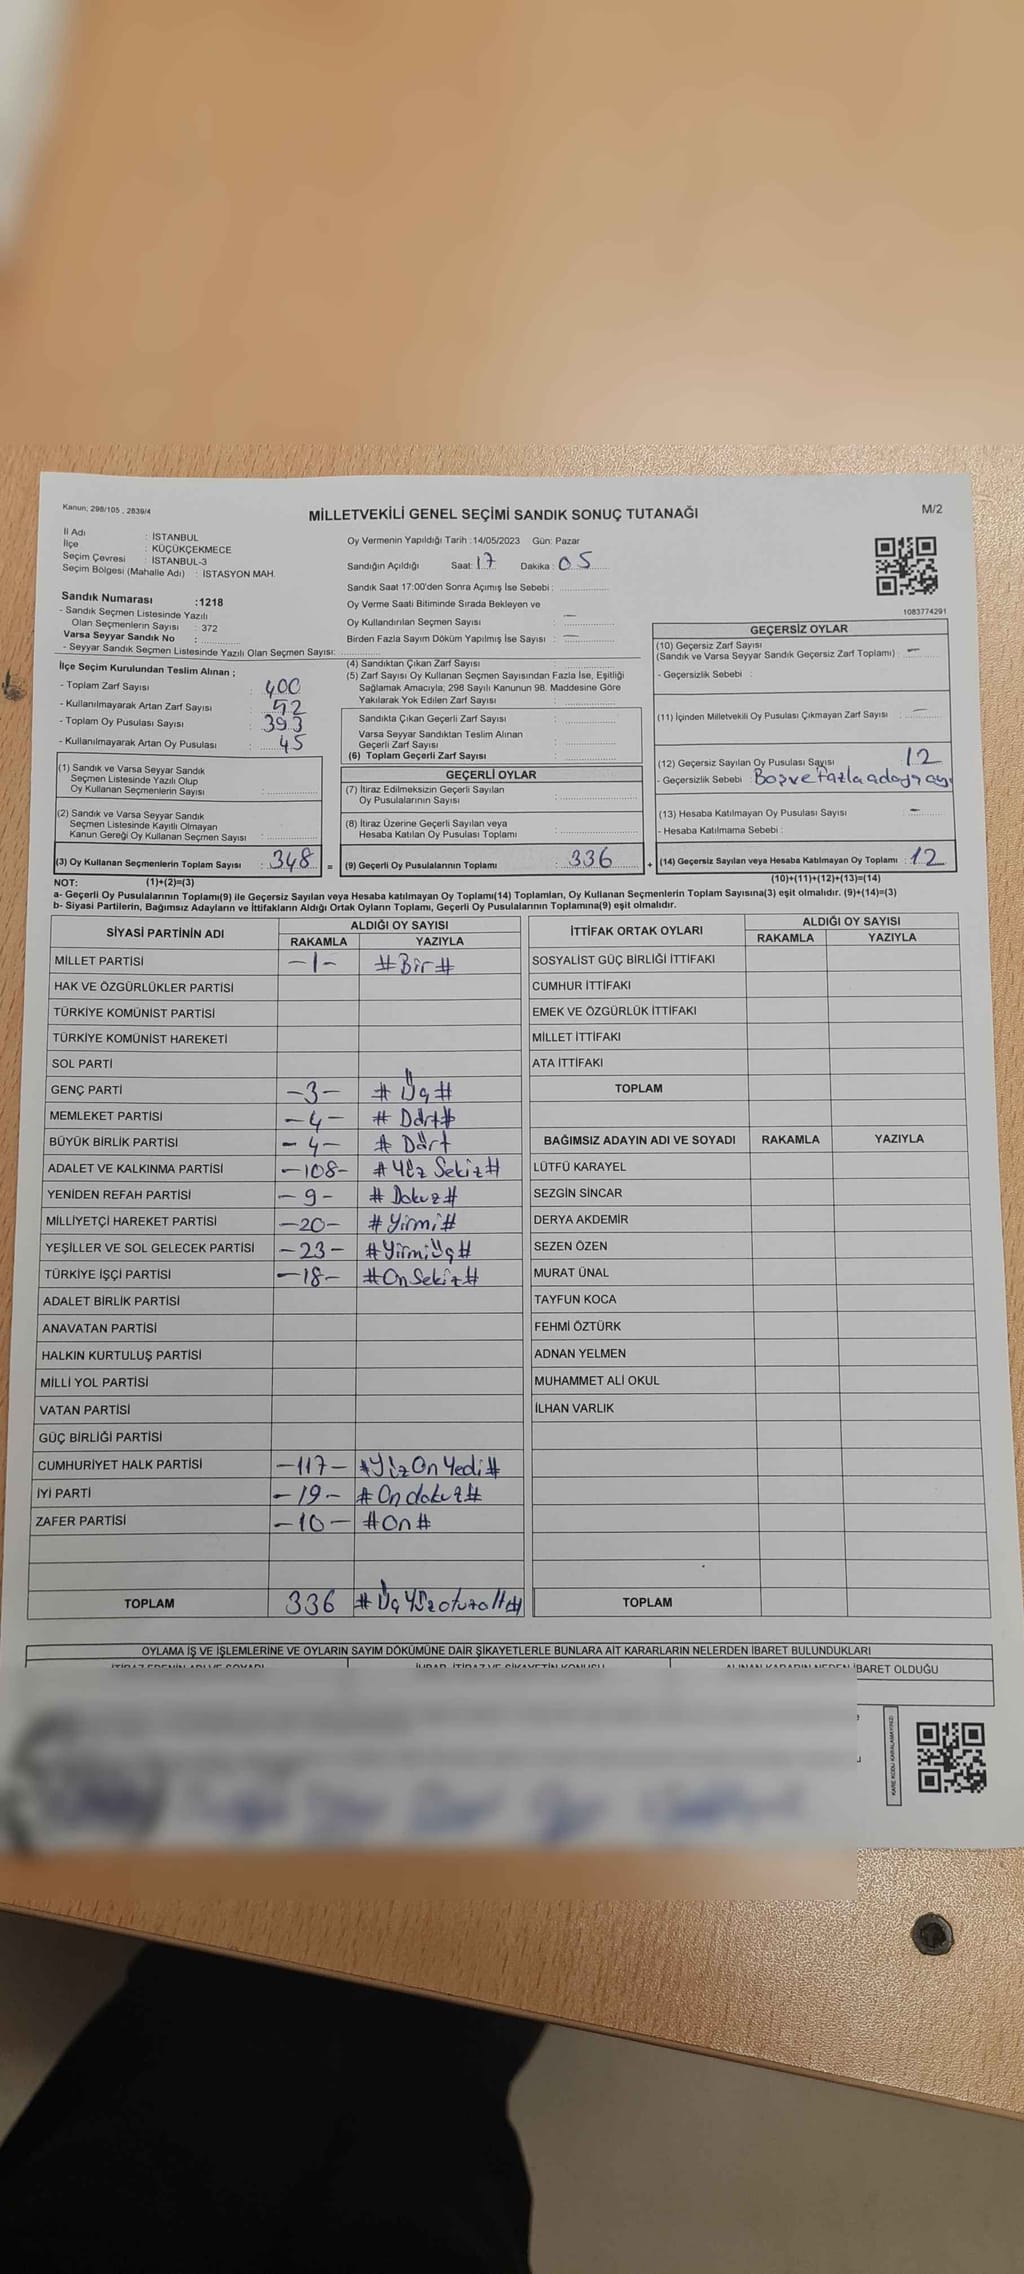 Kanun; 298/105 , 2839/4
MİLLETVEKİLİ GENEL SEÇİMİ SANDIK SONUÇ TUTANAĞI
M/2
İl Adı : İSTANBUL
İlçe : KÜÇÜKÇEKMECE
Seçim Çevresi : İSTANBUL-3
Seçim Bölgesi (Mahalle Adı) : İSTASYON MAH.
Sandık Numarası :1218
- Sandık Seçmen Listesinde Yazılı
Olan Seçmenlerin Sayısı : 372
Varsa Seyyar Sandık No :
- Seyyar Sandık Seçmen Listesinde Yazılı Olan Seçmen Sayısı:
Oy Vermenin Yapıldığı Tarih :14/05/2023 Gün: Pazar
Sandığın Açıldığı Saat: 17 Dakika : 05
Sandık Saat 17:00'den Sonra Açımış İse Sebebi :
Oy Verme Saati Bitiminde Sırada Bekleyen ve
Oy Kullandırılan Seçmen Sayısı : —
Birden Fazla Sayım Döküm Yapılmış İse Sayısı : —
1083774291
İlçe Seçim Kurulundan Teslim Alınan ;
- Toplam Zarf Sayısı : 400
- Kullanılmayarak Artan Zarf Sayısı : 52
- Toplam Oy Pusulası Sayısı : 393
- Kullanılmayarak Artan Oy Pusulası : 45
(1) Sandık ve Varsa Seyyar Sandık
Seçmen Listesinde Yazılı Olup
Oy Kullanan Seçmenlerin Sayısı :
(2) Sandık ve Varsa Seyyar Sandık
Seçmen Listesinde Kayıtlı Olmayan
Kanun Gereği Oy Kullanan Seçmen Sayısı :
(3) Oy Kullanan Seçmenlerin Toplam Sayısı : 348 =
(4) Sandıktan Çıkan Zarf Sayısı :
(5) Zarf Sayısı Oy Kullanan Seçmen Sayısından Fazla İse, Eşitliği
Sağlamak Amacıyla; 298 Sayılı Kanunun 98. Maddesine Göre
Yakılarak Yok Edilen Zarf Sayısı :
Sandıkta Çıkan Geçerli Zarf Sayısı :
Varsa Seyyar Sandıktan Teslim Alınan
Geçerli Zarf Sayısı :
(6) Toplam Geçerli Zarf Sayısı :
GEÇERLİ OYLAR
(7) İtiraz Edilmeksizin Geçerli Sayılan
Oy Pusulalarının Sayısı :
(8) İtiraz Üzerine Geçerli Sayılan veya
Hesaba Katılan Oy Pusulası Toplamı :
(9) Geçerli Oy Pusulalarının Toplamı : 336 +
GEÇERSİZ OYLAR
(10) Geçersiz Zarf Sayısı
(Sandık ve Varsa Seyyar Sandık Geçersiz Zarf Toplamı) : —
- Geçersizlik Sebebi :
(11) İçinden Milletvekili Oy Pusulası Çıkmayan Zarf Sayısı : —
(12) Geçersiz Sayılan Oy Pusulası Sayısı : 12
- Geçersizlik Sebebi : Boş ve Fazla adaya oy
(13) Hesaba Katılmayan Oy Pusulası Sayısı : —
- Hesaba Katılmama Sebebi :
(14) Geçersiz Sayılan veya Hesaba Katılmayan Oy Toplamı : 12
NOT: (1)+(2)=(3)
(10)+(11)+(12)+(13)=(14)
a- Geçerli Oy Pusulalarının Toplamı(9) ile Geçersiz Sayılan veya Hesaba katılmayan Oy Toplamı(14) Toplamları, Oy Kullanan Seçmenlerin Toplam Sayısına(3) eşit olmalıdır. (9)+(14)=(3)
b- Siyasi Partilerin, Bağımsız Adayların ve İttifakların Aldığı Ortak Oyların Toplamı, Geçerli Oy Pusulalarının Toplamına(9) eşit olmalıdır.
SİYASİ PARTİNİN ADI
ALDIĞI OY SAYISI
RAKAMLA YAZIYLA
MİLLET PARTİSİ -1- #Bir#
HAK VE ÖZGÜRLÜKLER PARTİSİ
TÜRKİYE KOMÜNİST PARTİSİ
TÜRKİYE KOMÜNİST HAREKETİ
SOL PARTİ
GENÇ PARTİ -3- #Üç#
MEMLEKET PARTİSİ -4- #Dört#
BÜYÜK BİRLİK PARTİSİ -4- #Dört
ADALET VE KALKINMA PARTİSİ -108- #Yüz Sekiz#
YENİDEN REFAH PARTİSİ -9- #Dokuz#
MİLLİYETÇİ HAREKET PARTİSİ -20- #Yirmi#
YEŞİLLER VE SOL GELECEK PARTİSİ -23- #YirmiÜç#
TÜRKİYE İŞÇİ PARTİSİ -18- #OnSekiz#
ADALET BİRLİK PARTİSİ
ANAVATAN PARTİSİ
HALKIN KURTULUŞ PARTİSİ
MİLLİ YOL PARTİSİ
VATAN PARTİSİ
GÜÇ BİRLİĞİ PARTİSİ
CUMHURİYET HALK PARTİSİ -117- #YüzOnYedi#
İYİ PARTİ -19- #Ondokuz#
ZAFER PARTİSİ -10- #On#
TOPLAM 336 #ÜçYüzotuzaltı#
İTTİFAK ORTAK OYLARI
ALDIĞI OY SAYISI
RAKAMLA YAZIYLA
SOSYALİST GÜÇ BİRLİĞİ İTTİFAKI
CUMHUR İTTİFAKI
EMEK VE ÖZGÜRLÜK İTTİFAKI
MİLLET İTTİFAKI
ATA İTTİFAKI
TOPLAM
BAĞIMSIZ ADAYIN ADI VE SOYADI RAKAMLA YAZIYLA
LÜTFÜ KARAYEL
SEZGİN SİNCAR
DERYA AKDEMİR
SEZEN ÖZEN
MURAT ÜNAL
TAYFUN KOCA
FEHMİ ÖZTÜRK
ADNAN YELMEN
MUHAMMET ALİ OKUL
İLHAN VARLIK
TOPLAM
OYLAMA İŞ VE İŞLEMLERİNE VE OYLARIN SAYIM DÖKÜMÜNE DAİR ŞİKAYETLERLE BUNLARA AİT KARARLARIN NELERDEN İBARET BULUNDUKLARI
İBARET OLDUĞU
KARE KODU KARALAMAYINIZ!